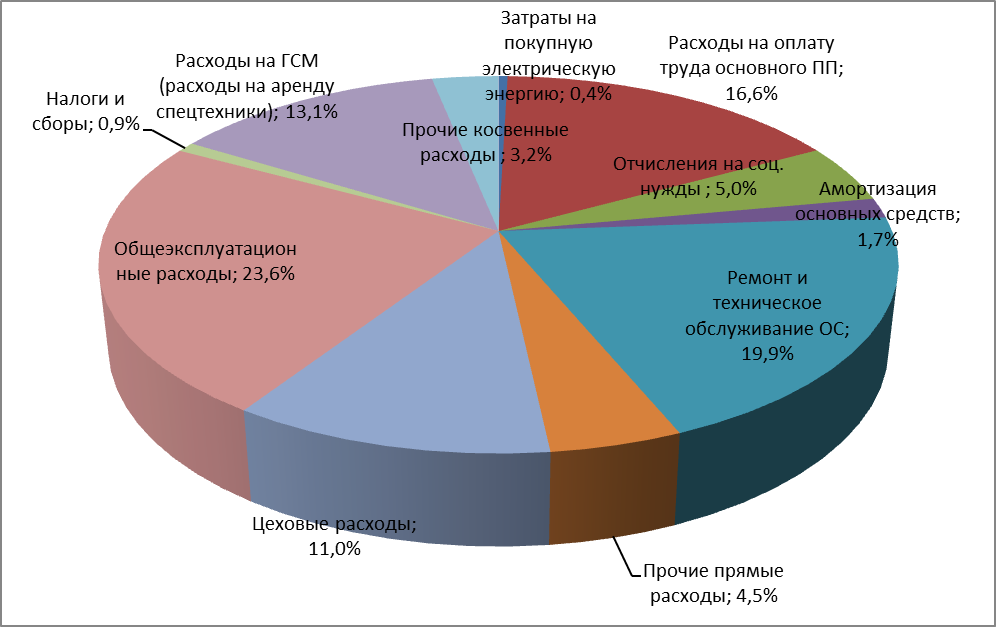 Затраты на
покупную
электрическую
энергию; 0,4%
Расходы на оплату
труда основного ПП;
16,6%
Отчисления на соц.
нужды ; 5,0%
Амортизация
основных средств;
1,7%
Ремонт и
техническое
обслуживание ОС;
19,9%
Прочие прямые
расходы; 4,5%
Цеховые расходы;
11,0%
Общеэксплуатацион
ные расходы; 23,6%
Налоги и
сборы; 0,9%
Расходы на ГСМ
(расходы на аренду
спецтехники); 13,1%
Прочие косвенные
расходы ; 3,2%